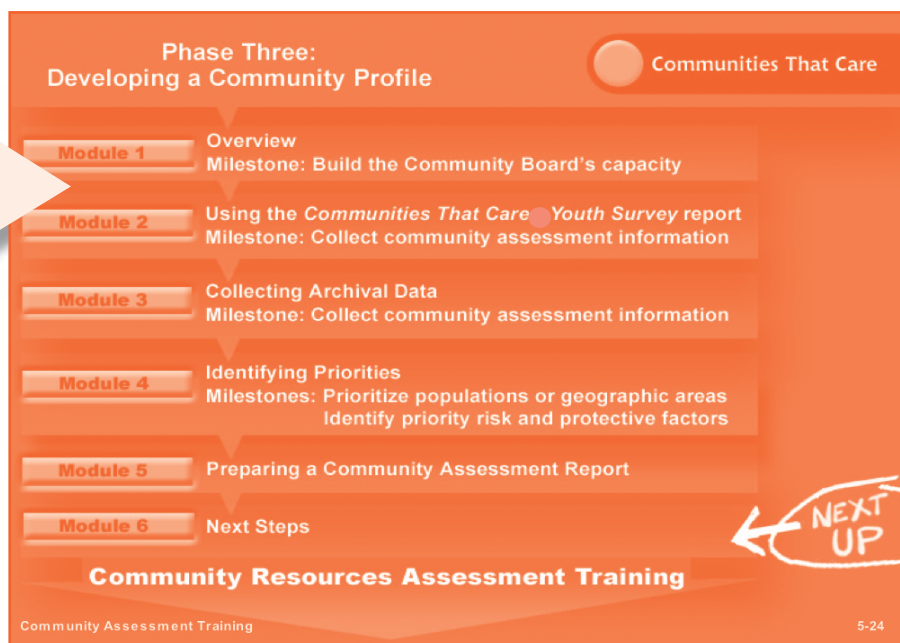 Phase Three:
Developing a Community Profile
Communities That Care
Module 1
Overview
Milestone: Build the Community Board's capacity
Module 2
Using the Communities That Care Youth Survey report
Milestone: Collect community assessment information
Module 3
Collecting Archival Data
Milestone: Collect community assessment information
Module 4
Identifying Priorities
Milestones: Prioritize populations or geographic areas
Identify priority risk and protective factors
Module 5
Preparing a Community Assessment Report
Module 6
Next Steps
NEXT
UP
Community Resources Assessment Training
Community Assessment Training
5-24